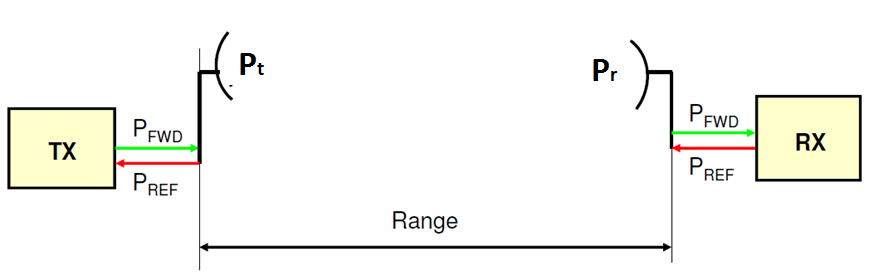 Pt
Pr
PFWD
TX
PREF
PFWD
RX
PREF
Range